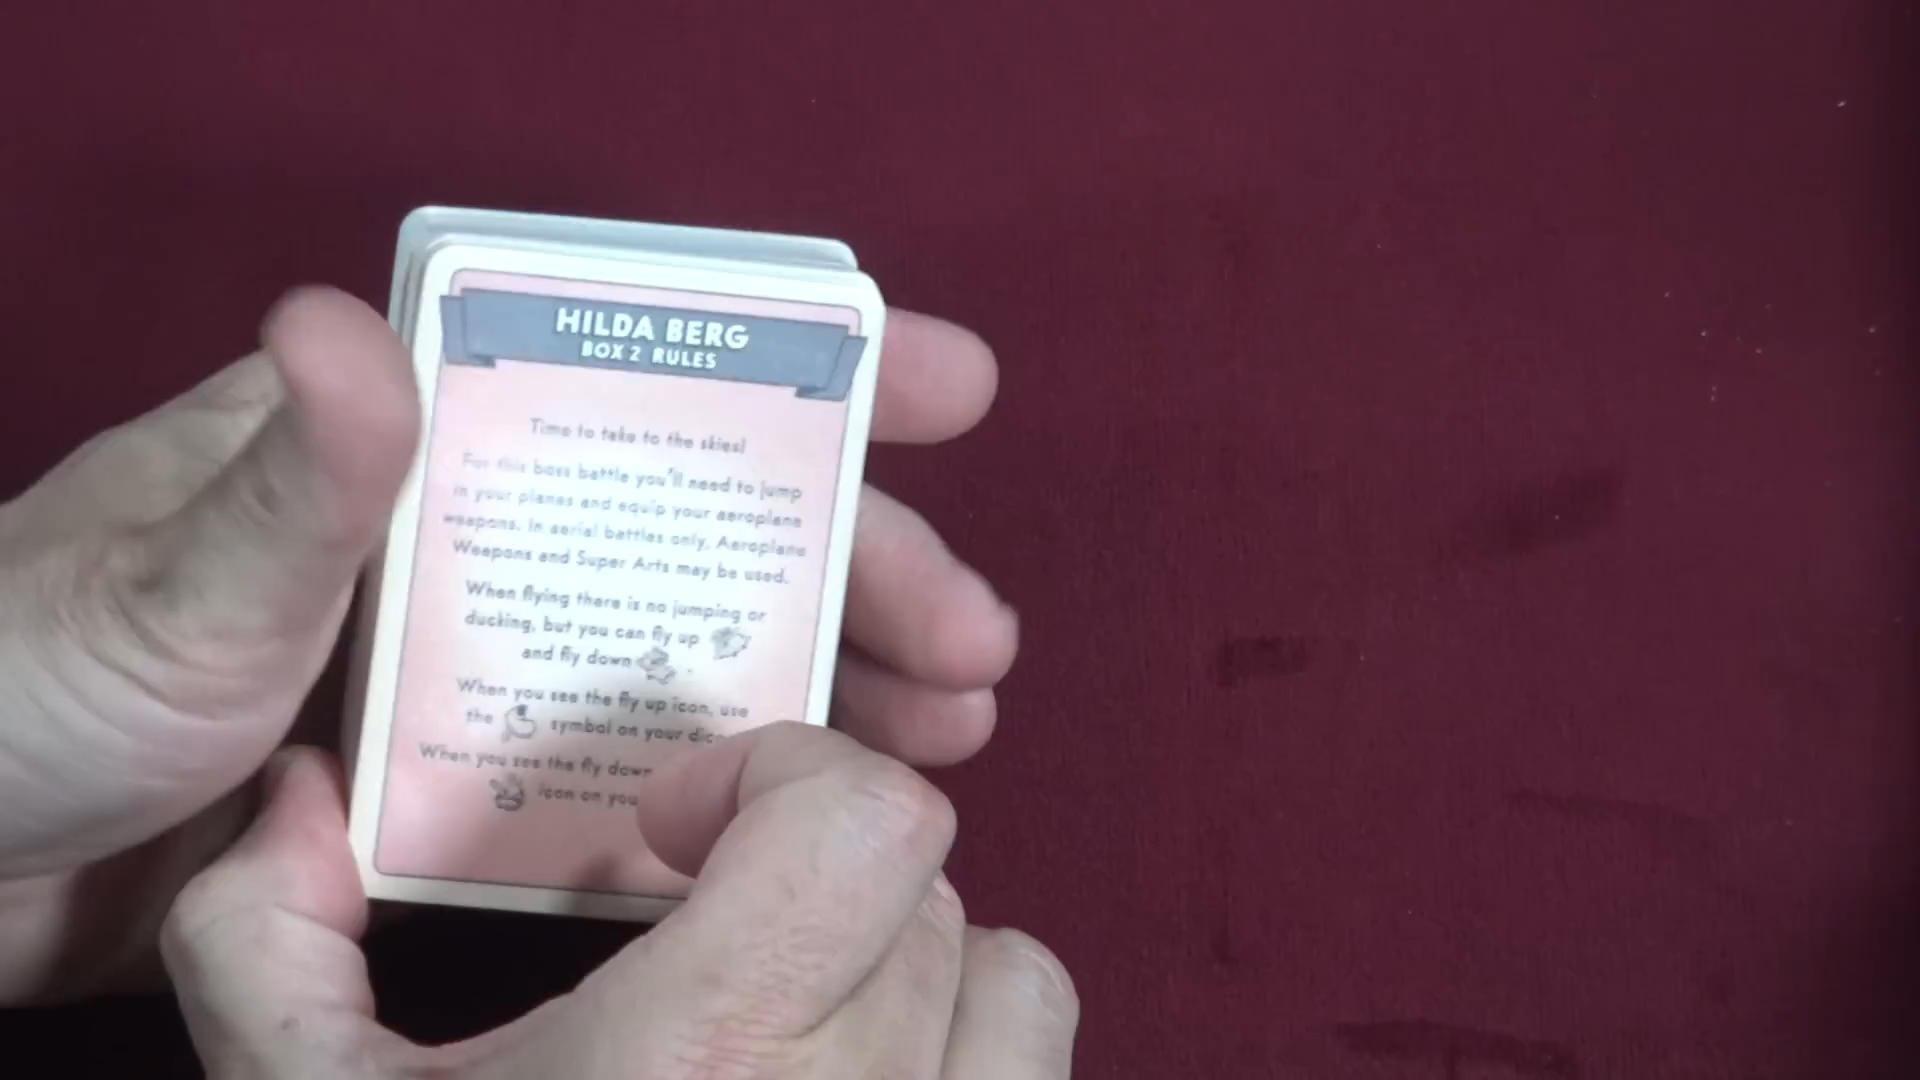 HILDA BERG
BOX 2 RULES
Time to take to the skies!
For this boss battle you'll need to jump
in your planes and equip your aeroplane
weapons. In aerial battles only, Aeroplane
Weapons and Super Arts may be used.
When flying there is no jumping or
ducking, but you can fly up
and fly down .
When you see the fly up icon, use
the symbol on your dice
When you see the fly down
icon on you